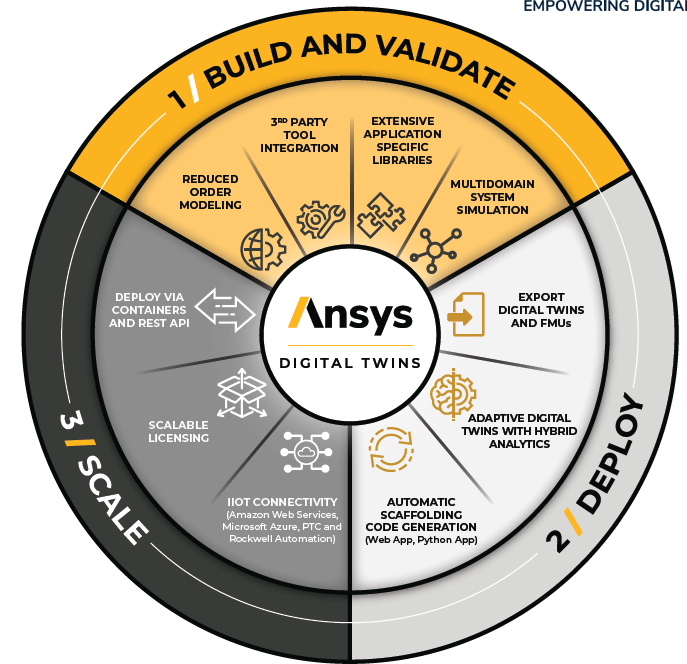 EMPOWERING DIGITAL
1 / BUILD AND VALIDATE
REDUCED
ORDER
MODELING
3RD PARTY
TOOL
INTEGRATION
EXTENSIVE
APPLICATION
SPECIFIC
LIBRARIES
MULTIDOMAIN
SYSTEM
SIMULATION
Ansys
DIGITAL TWINS
EXPORT
DIGITAL TWINS
AND FMUs
ADAPTIVE DIGITAL
TWINS WITH HYBRID
ANALYTICS
AUTOMATIC
SCAFFOLDING
CODE GENERATION
(Web App, Python App)
2 / DEPLOY
DEPLOY VIA
CONTAINERS
AND REST API
SCALABLE
LICENSING
IIOT CONNECTIVITY
(Amazon Web Services,
Microsoft Azure, PTC and
Rockwell Automation)
3 / SCALE